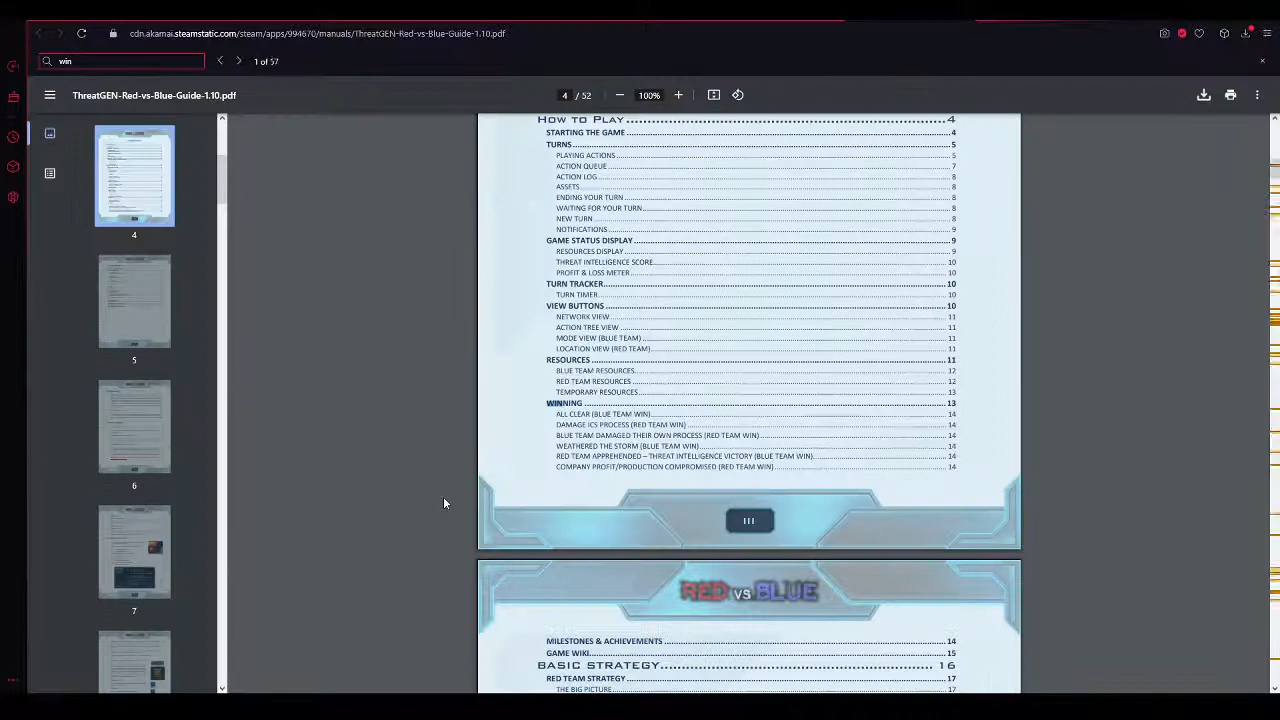 cdn.akamai.steamstatic.com/steam/apps/994670/manuals/ThreatGEN-Red-vs-Blue-Guide-1.10.pdf
win
1 of 57
ThreatGEN-Red-vs-Blue-Guide-1.10.pdf
4 / 52
100%
4
5
6
7
HOW TO PLAY 4
STARTING THE GAME 4
TURNS 5
PLAYING ACTIONS 5
ACTION QUEUE 7
ACTION LOG 8
ASSETS 8
ENDING YOUR TURN 8
WAITING FOR YOUR TURN 8
NEW TURN 8
NOTIFICATIONS 9
GAME STATUS DISPLAY 9
RESOURCES DISPLAY 9
THREAT INTELLIGENCE SCORE 10
PROFIT & LOSS METER 10
TURN TRACKER 10
TURN TIMER 10
VIEW BUTTONS 10
NETWORK VIEW 11
ACTION TREE VIEW 11
MODE VIEW (BLUE TEAM) 11
LOCATION VIEW (RED TEAM) 11
RESOURCES 11
BLUE TEAM RESOURCES 12
RED TEAM RESOURCES 12
TEMPORARY RESOURCES 13
WINNING 13
ALL CLEAR (BLUE TEAM WIN) 14
DAMAGE ICS PROCESS (RED TEAM WIN) 14
BLUE TEAM DAMAGED THEIR OWN PROCESS (RED TEAM WIN) 14
WEATHERED THE STORM (BLUE TEAM WIN) 14
RED TEAM APPREHENDED – THREAT INTELLIGENCE VICTORY (BLUE TEAM WIN) 14
COMPANY PROFIT/PRODUCTION COMPROMISED (RED TEAM WIN) 14
III
RED VS BLUE
MILESTONES & ACHIEVEMENTS 14
GAME WIKI 15
BASIC STRATEGY 16
RED TEAM STRATEGY 17
THE BIG PICTURE 17